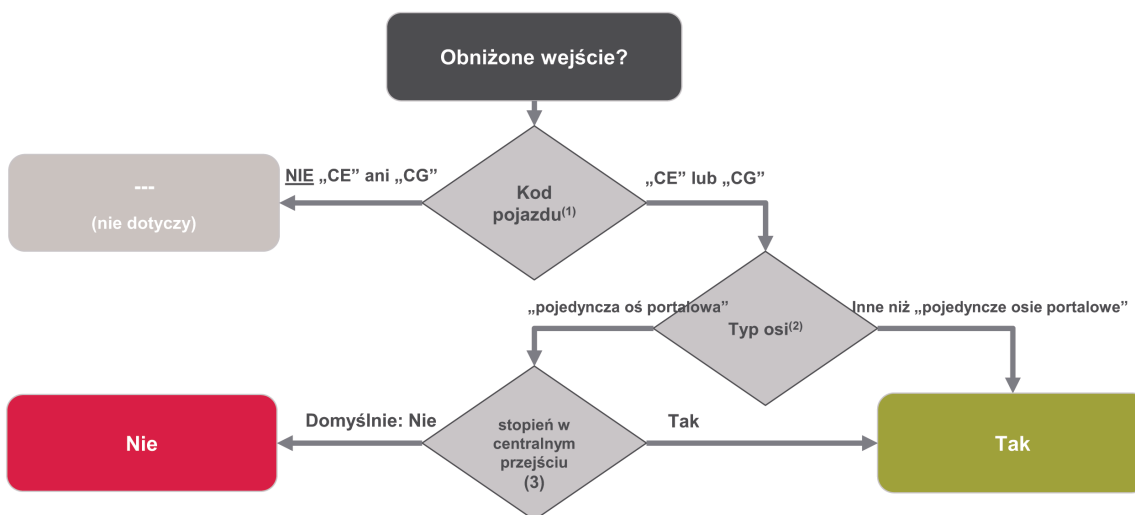 Obniżone wejście?
NIE „CE” ani „CG”
„CE” lub „CG”
---
(nie dotyczy)
Kod
pojazdu(1)
„pojedyncza oś portalowa”
Inne niż „pojedyncze osie portalowe”
Typ osi(2)
Domyślnie: Nie
Tak
stopień w
centralnym
przejściu
(3)
Nie
Tak